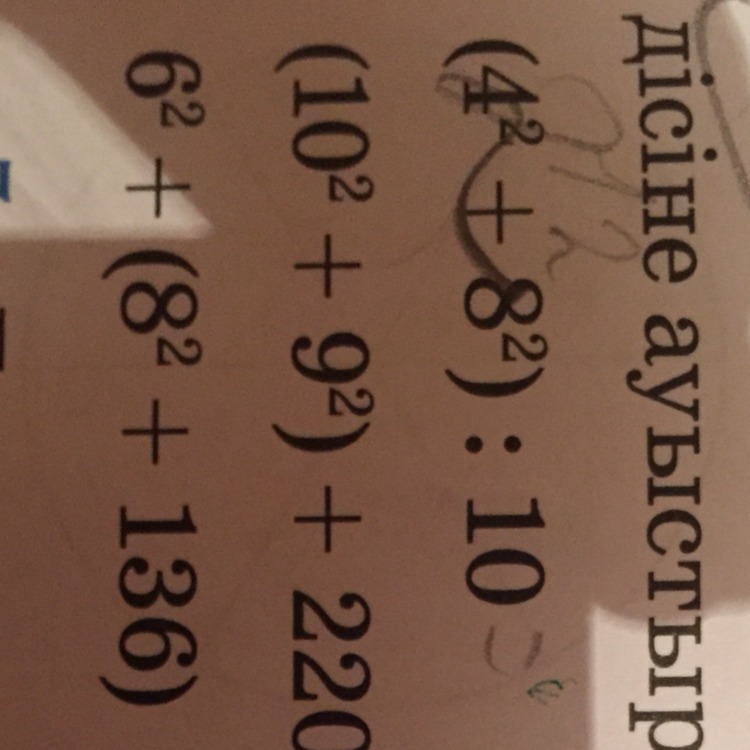 дісіне ауыстыр
(4² + 8²) : 10 =
(10² + 9²) + 220
6² + (8² + 136)